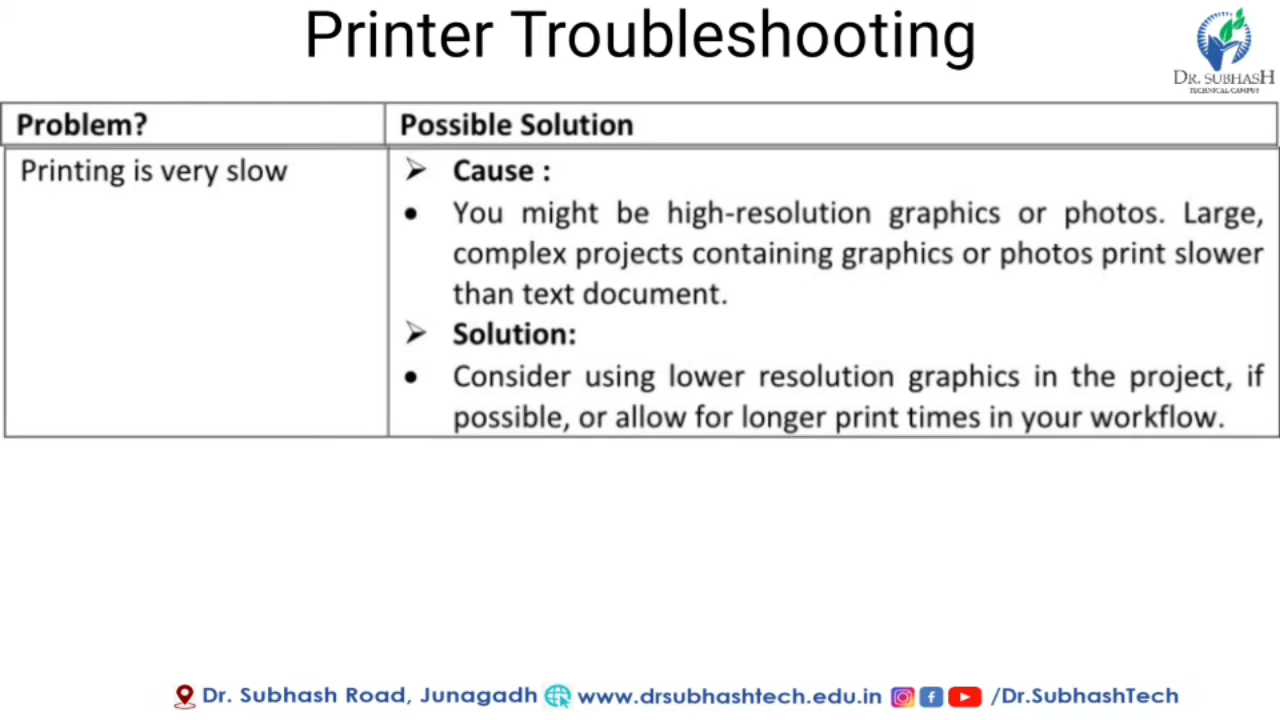 Printer Troubleshooting
DR. SUBHASH
TECHNICAL CAMPUS
Problem?
Possible Solution
Printing is very slow
➢ Cause :
• You might be high-resolution graphics or photos. Large,
complex projects containing graphics or photos print slower
than text document.
➢ Solution:
• Consider using lower resolution graphics in the project, if
possible, or allow for longer print times in your workflow.
Dr. Subhash Road, Junagadh www.drsubhashtech.edu.in /Dr.SubhashTech